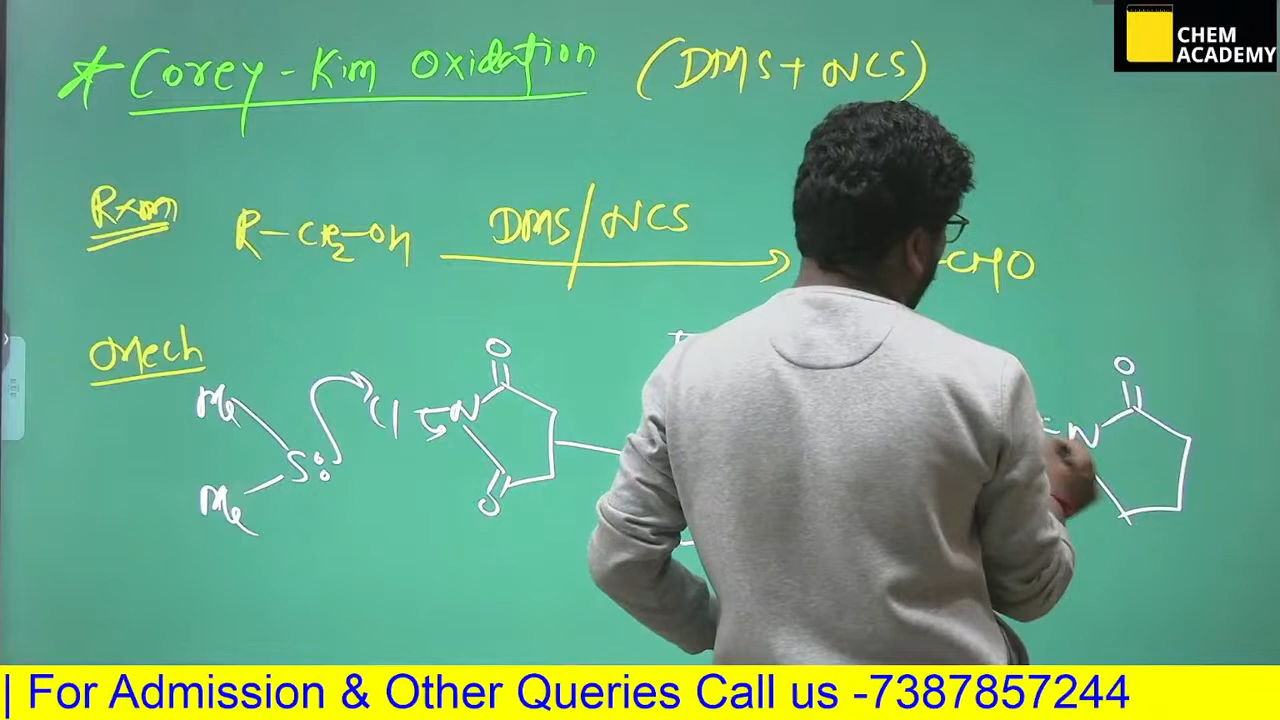 CHEM
ACADEMY
* Corey-Kim Oxidation (DMS + NCS)
Rxn R-CH2-OH DMS/NCS -CHO
Mech
Me
Me
S:
Cl
N
O
O
O
N
| For Admission & Other Queries Call us -7387857244